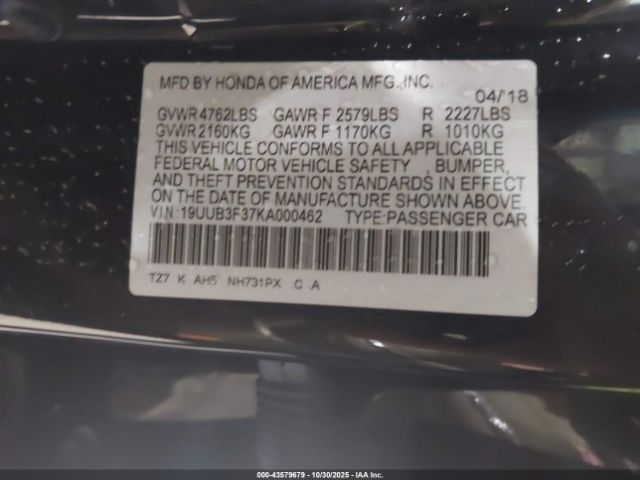 MFD BY HONDA OF AMERICA MFG., INC.
04/'18
GVWR 4762LBS GAWR F 2579LBS R 2227LBS
GVWR 2160KG GAWR F 1170KG R 1010KG
THIS VEHICLE CONFORMS TO ALL APPLICABLE
FEDERAL MOTOR VEHICLE SAFETY , BUMPER,
AND THEFT PREVENTION STANDARDS IN EFFECT
ON THE DATE OF MANUFACTURE SHOWN ABOVE.
VIN:19UUB3F37KA000462 TYPE:PASSENGER CAR
TZ7 K AH5 NH731PX .C .A
000-43579679 - 10/30/2025 - IAA Inc.